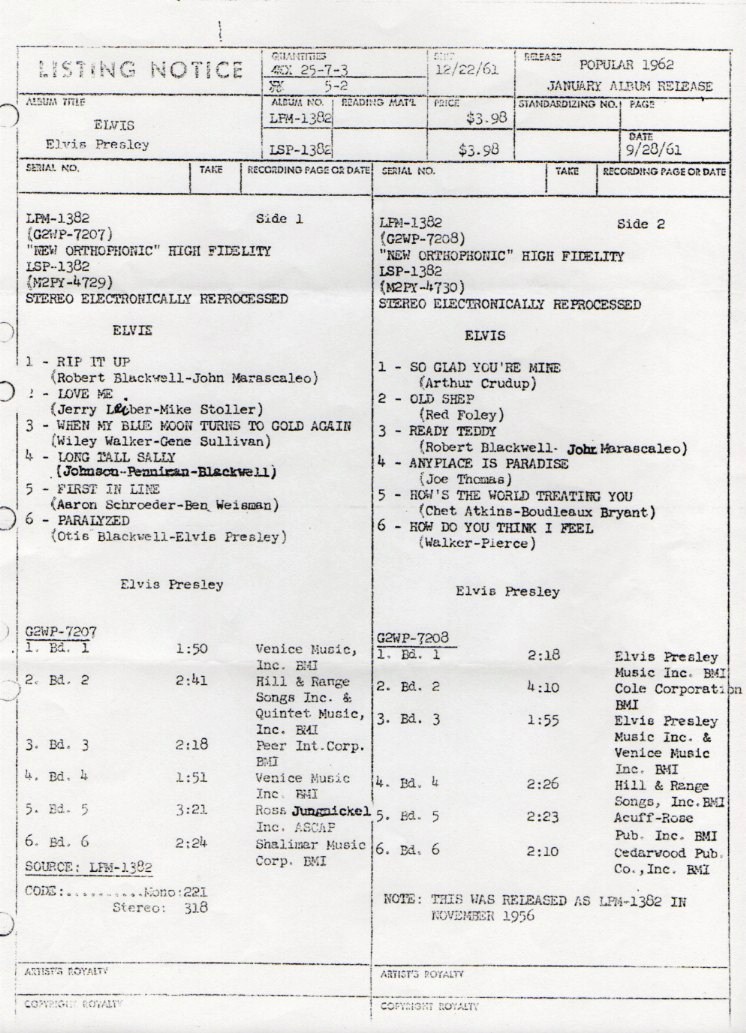 LISTING NOTICE
QUANTITIES
25-7-3
5-2
12/22/61
RELEASE
POPULAR 1962
JANUARY ALBUM RELEASE
ALBUM TITLE
ELVIS
Elvis Presley
ALBUM NO.
READING MAT'L
PRICE
STANDARDIZING NO.
PAGE
LPM-1382
$3.98
LSP-1382
$3.98
DATE
9/28/61
SERIAL NO.
TAKE
RECORDING PAGE OR DATE
SERIAL NO.
TAKE
RECORDING PAGE OR DATE
LPM-1382 Side 1
(G2WP-7207)
"NEW ORTHOPHONIC" HIGH FIDELITY
LSP-1382
(M2PY-4729)
STEREO ELECTRONICALLY REPROCESSED
ELVIS
1 - RIP IT UP
(Robert Blackwell-John Marascaleo)
2 - LOVE ME
(Jerry Leiber-Mike Stoller)
3 - WHEN MY BLUE MOON TURNS TO GOLD AGAIN
(Wiley Walker-Gene Sullivan)
4 - LONG TALL SALLY
(Johnson-Penniman-Blackwell)
5 - FIRST IN LINE
(Aaron Schroeder-Ben Weisman)
6 - PARALYZED
(Otis Blackwell-Elvis Presley)
Elvis Presley
G2WP-7207
1. Bd. 1 1:50 Venice Music,
Inc. BMI
2. Bd. 2 2:41 Hill & Range
Songs Inc. &
Quintet Music,
Inc. BMI
3. Bd. 3 2:18 Peer Int.Corp.
BMI
4. Bd. 4 1:51 Venice Music
Inc. BMI
5. Bd. 5 3:21 Ross Jungnickel
Inc. ASCAP
6. Bd. 6 2:24 Shalimar Music
Corp. BMI
SOURCE: LPM-1382
CODE:..........Mono:221
Stereo: 318
LPM-1382 Side 2
(G2WP-7208)
"NEW ORTHOPHONIC" HIGH FIDELITY
LSP-1382
(M2PY-4730)
STEREO ELECTRONICALLY REPROCESSED
ELVIS
1 - SO GLAD YOU'RE MINE
(Arthur Crudup)
2 - OLD SHEP
(Red Foley)
3 - READY TEDDY
(Robert Blackwell- John Marascaleo)
4 - ANYPLACE IS PARADISE
(Joe Thomas)
5 - HOW'S THE WORLD TREATING YOU
(Chet Atkins-Boudleaux Bryant)
6 - HOW DO YOU THINK I FEEL
(Walker-Pierce)
Elvis Presley
G2WP-7208
1. Bd. 1 2:18 Elvis Presley
Music Inc. BMI
2. Bd. 2 4:10 Cole Corporation
BMI
3. Bd. 3 1:55 Elvis Presley
Music Inc. &
Venice Music
Inc. BMI
4. Bd. 4 2:26 Hill & Range
Songs, Inc.BMI
5. Bd. 5 2:23 Acuff-Rose
Pub. Inc. BMI
6. Bd. 6 2:10 Cedarwood Pub.
Co.,Inc. BMI
NOTE: THIS WAS RELEASED AS LPM-1382 IN
NOVEMBER 1956
ARTIST'S ROYALTY
COPYRIGHT ROYALTY
ARTIST'S ROYALTY
COPYRIGHT ROYALTY